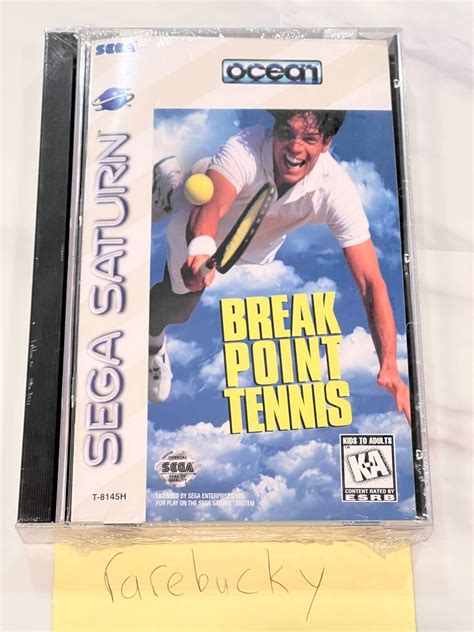 SEGA
ocean
SEGA SATURN
BREAK
POINT
TENNIS
OFFICIAL
SEGA
SEAL OF
QUALITY
KIDS TO ADULTS
K-A
CONTENT RATED BY
ESRB
T-8145H
LICENSED BY SEGA ENTERPRISES, LTD.
FOR PLAY ON THE SEGA SATURN SYSTEM
rarebucky